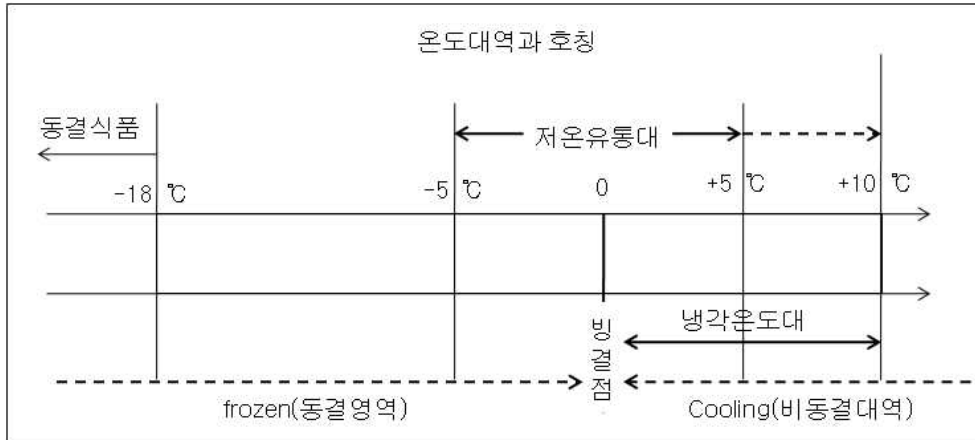 온도대역과 호칭
동결식품
저온유통대
-18 ℃
-5 ℃
0
+5 ℃
+10 ℃
빙결점
냉각온도대
frozen(동결영역)
Cooling(비동결대역)